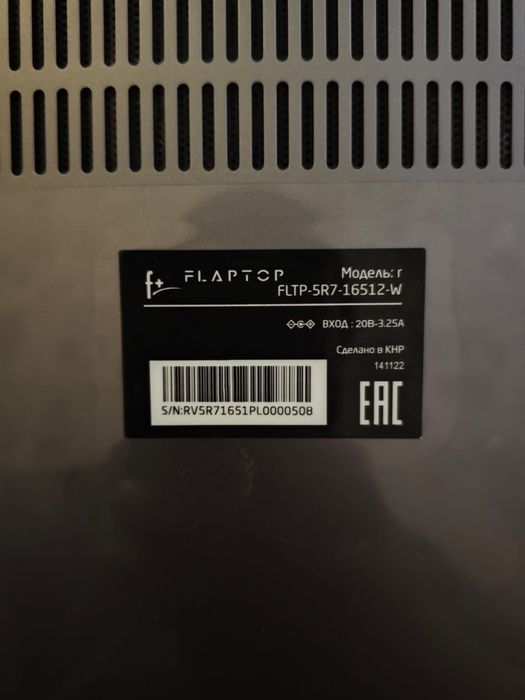 f+ FLAPTOP
Модель: r
FLTP-5R7-16512-W
ВХОД : 20В-3.25А
Сделано в КНР
141122
S/N:RV5R71651PL0000508
EAC